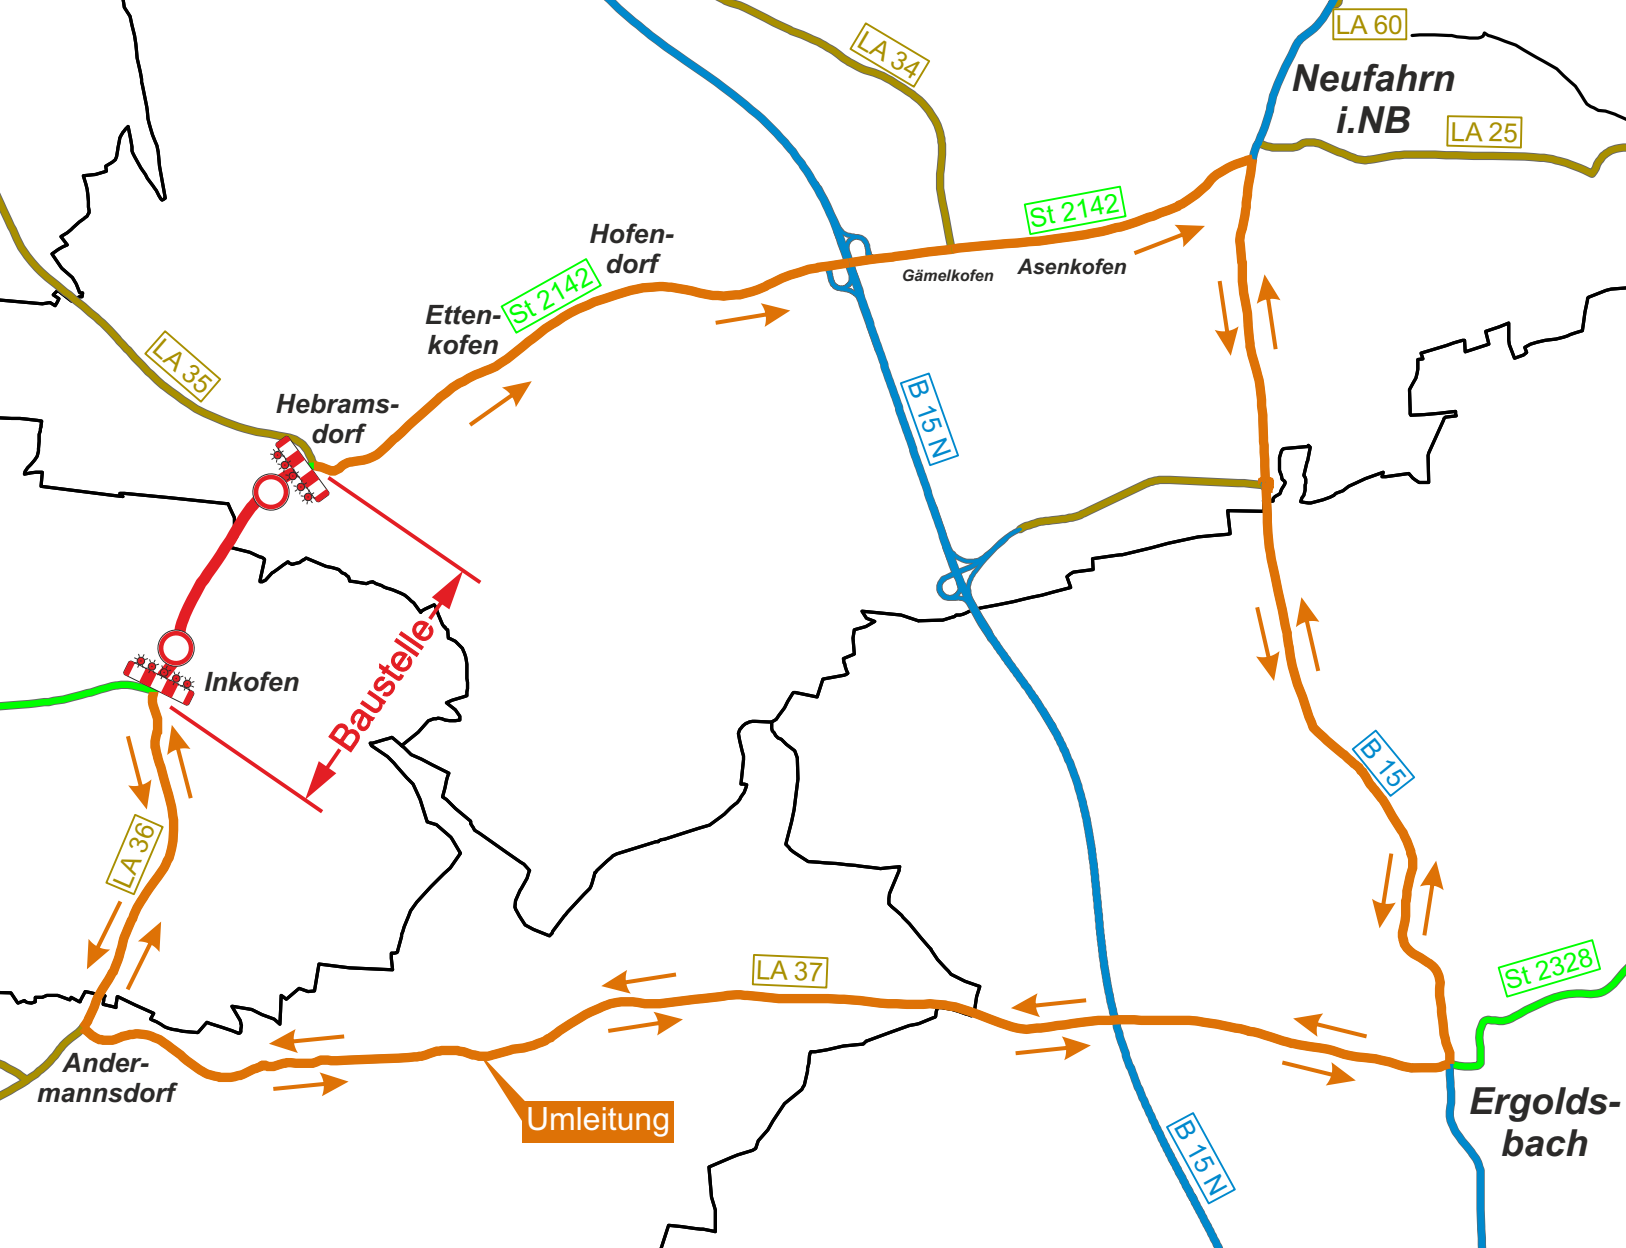 LA 60
LA 34
Neufahrn
i.NB
LA 25
St 2142
Hofen-
dorf
Gämelkofen
Asenkofen
St 2142
Etten-
kofen
LA 35
Hebrams-
dorf
B 15 N
Inkofen
Baustelle
B 15
LA 36
LA 37
St 2328
Ander-
mannsdorf
Umleitung
Ergolds-
bach
B 15 N